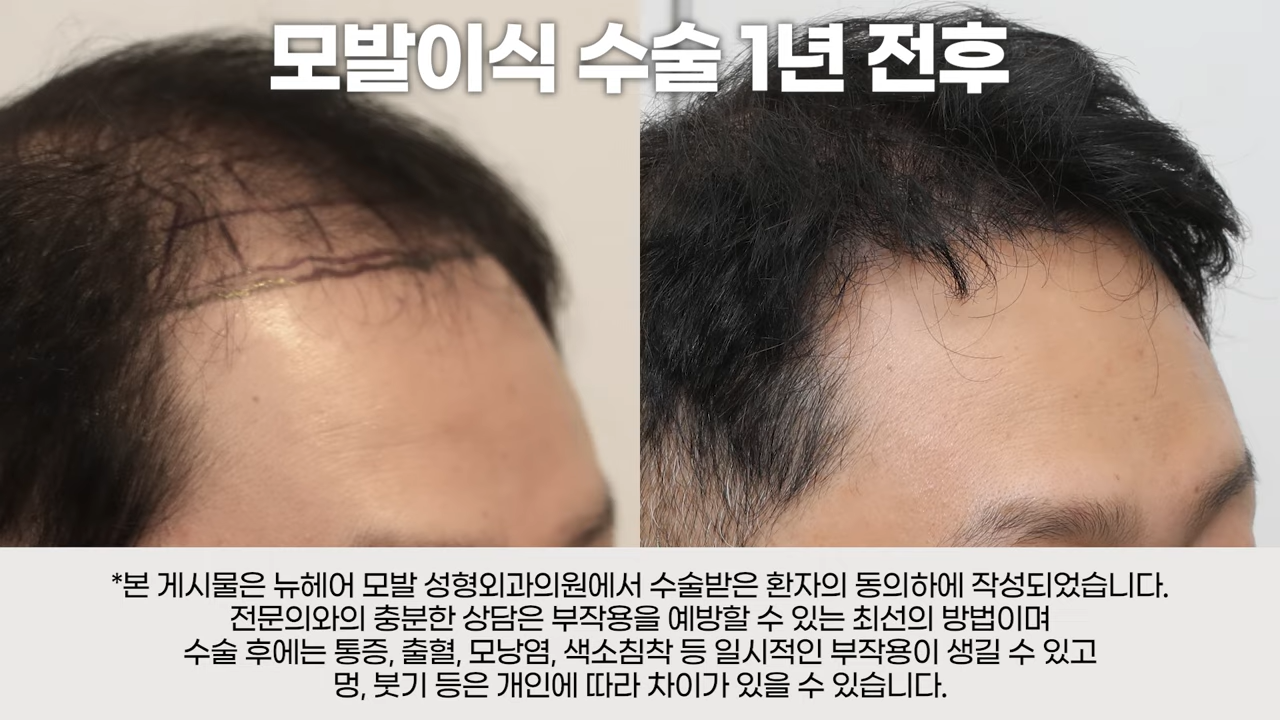 모발이식 수술 1년 전후
*본 게시물은 뉴헤어 모발 성형외과의원에서 수술받은 환자의 동의하에 작성되었습니다.
전문의와의 충분한 상담은 부작용을 예방할 수 있는 최선의 방법이며
수술 후에는 통증, 출혈, 모낭염, 색소침착 등 일시적인 부작용이 생길 수 있고
멍, 붓기 등은 개인에 따라 차이가 있을 수 있습니다.